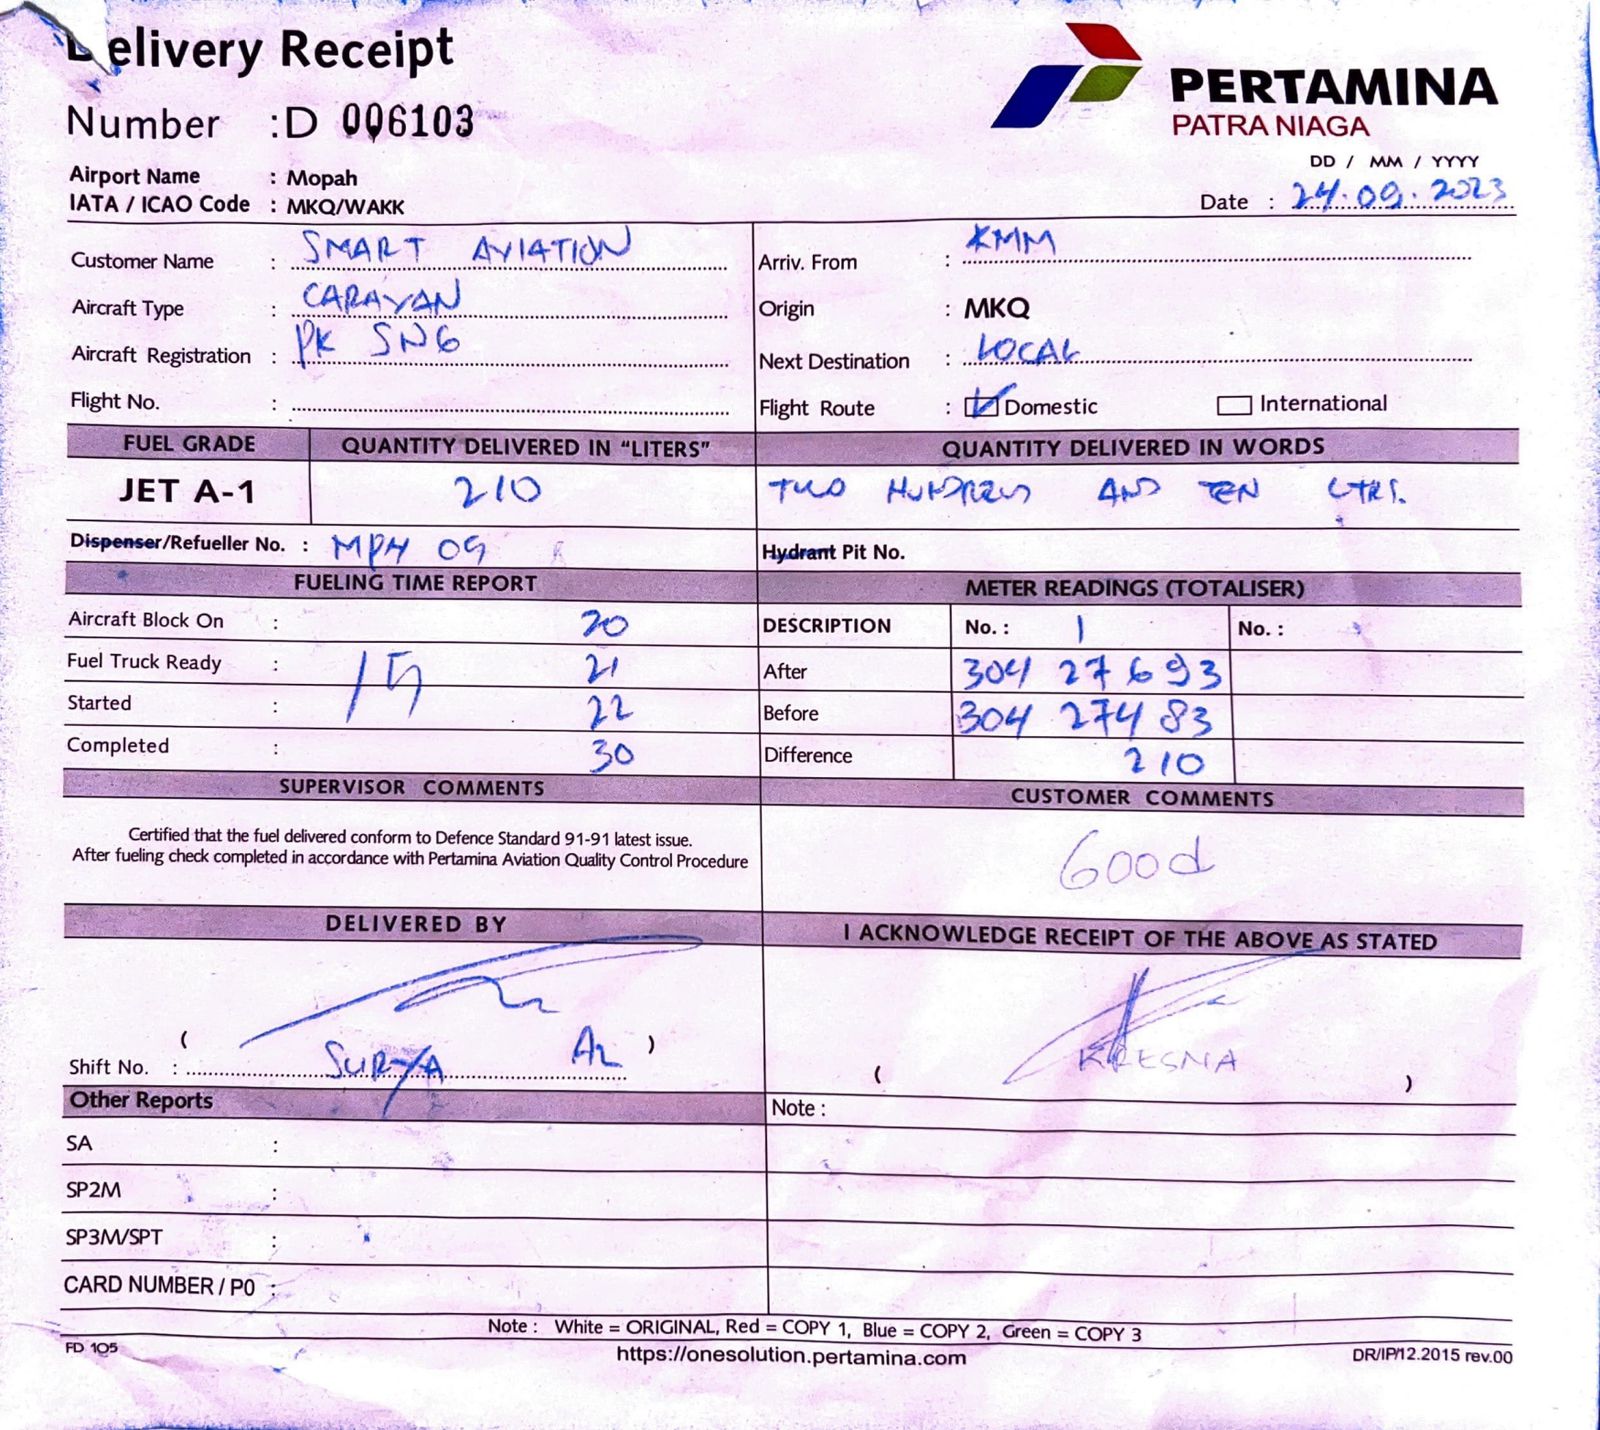 Delivery Receipt
Number : D 006103
PERTAMINA
PATRA NIAGA
Airport Name : Mopah
IATA / ICAO Code : MKQ/WAKK
DD / MM / YYYY
Date : 24.09.2023
Customer Name : SMART AVIATION
Aircraft Type : CARAVAN
Aircraft Registration : PK SNG
Flight No. :
Arriv. From : KMM
Origin : MKQ
Next Destination : LOCAL
Flight Route : Domestic International
FUEL GRADE QUANTITY DELIVERED IN “LITERS” QUANTITY DELIVERED IN WORDS
JET A-1 210 TWO HUNDRED AND TEN LTRS.
Dispenser/Refueller No. : MPH 09 Hydrant Pit No.
FUELING TIME REPORT
Aircraft Block On : 20
Fuel Truck Ready : 21
Started : 22
Completed : 30
METER READINGS (TOTALISER)
DESCRIPTION No. : 1 No. :
After 304 27693
Before 304 27483
Difference 210
SUPERVISOR COMMENTS
Certified that the fuel delivered conform to Defence Standard 91-91 latest issue.
After fueling check completed in accordance with Pertamina Aviation Quality Control Procedure
CUSTOMER COMMENTS
Good
DELIVERED BY
( )
Shift No. : SURYA AL
I ACKNOWLEDGE RECEIPT OF THE ABOVE AS STATED
KRESNA
( )
Other Reports
SA :
SP2M :
SP3M/SPT :
CARD NUMBER / P0 :
Note :
Note : White = ORIGINAL, Red = COPY 1, Blue = COPY 2, Green = COPY 3
FD 105
https://onesolution.pertamina.com
DR/IP/12.2015 rev.00